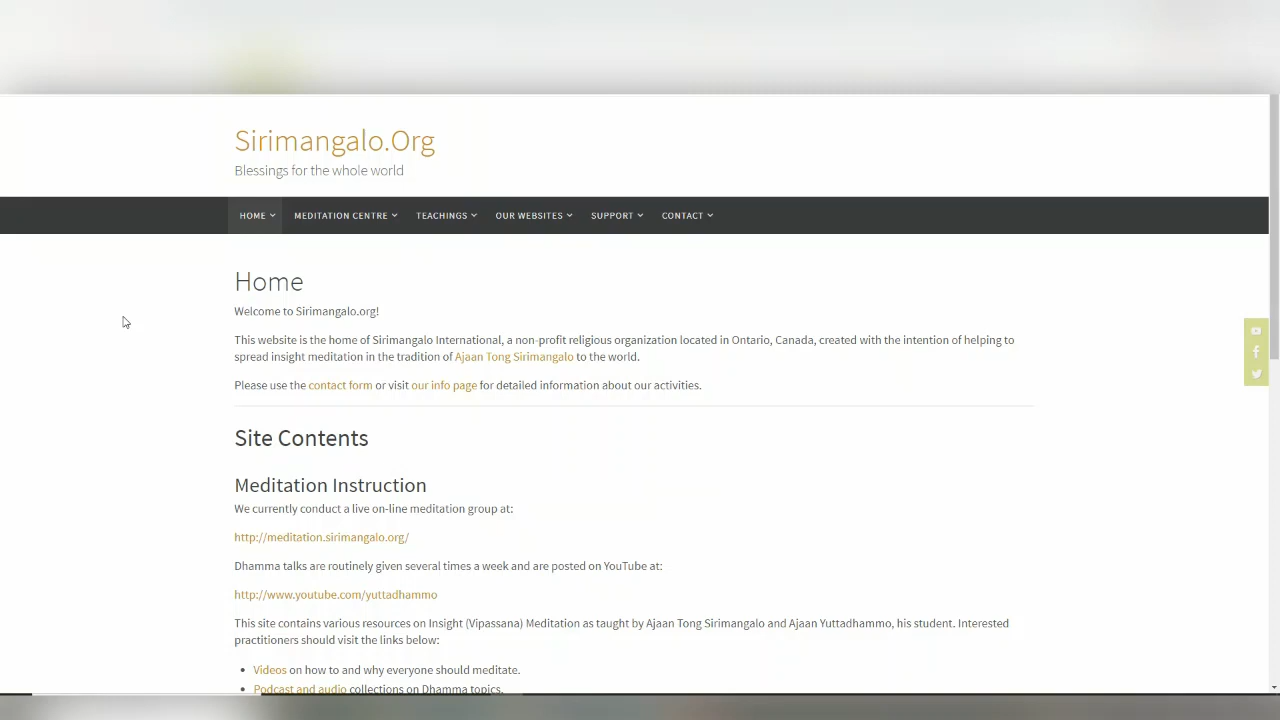 Sirimangalo.Org
Blessings for the whole world
HOME MEDITATION CENTRE TEACHINGS OUR WEBSITES SUPPORT CONTACT
Home
Welcome to Sirimangalo.org!
This website is the home of Sirimangalo International, a non-profit religious organization located in Ontario, Canada, created with the intention of helping to
spread insight meditation in the tradition of Ajaan Tong Sirimangalo to the world.
Please use the contact form or visit our info page for detailed information about our activities.
Site Contents
Meditation Instruction
We currently conduct a live on-line meditation group at:
http://meditation.sirimangalo.org/
Dhamma talks are routinely given several times a week and are posted on YouTube at:
http://www.youtube.com/yuttadhammo
This site contains various resources on Insight (Vipassana) Meditation as taught by Ajaan Tong Sirimangalo and Ajaan Yuttadhammo, his student. Interested
practitioners should visit the links below:
• Videos on how to and why everyone should meditate.
• Podcast and audio collections on Dhamma topics.